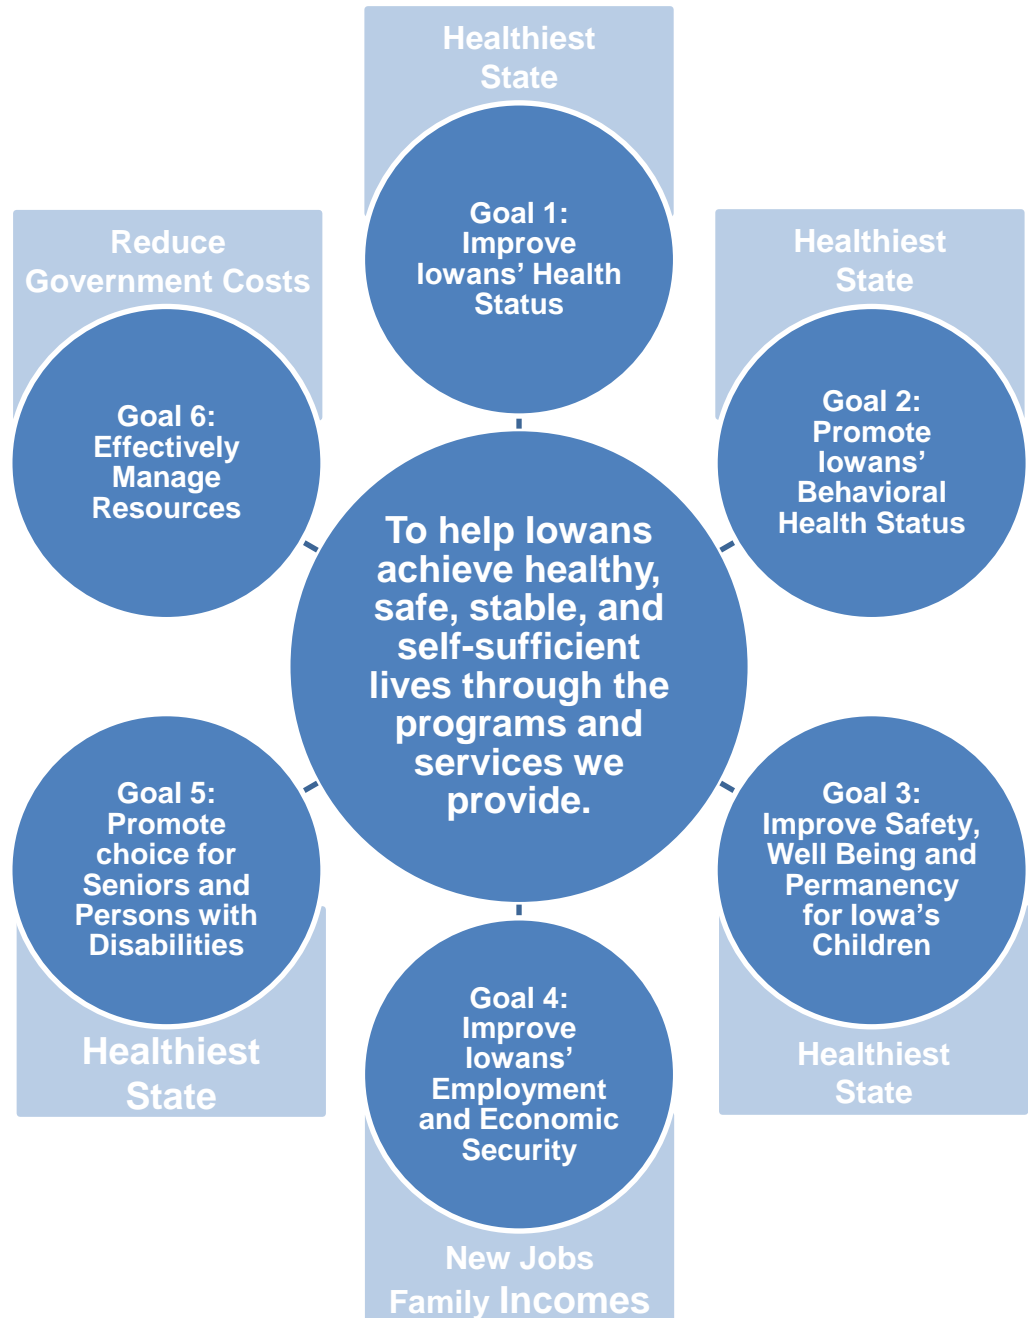 Healthiest
State
Goal 1:
Improve
Iowans’ Health
Status
Reduce
Government Costs
Goal 6:
Effectively
Manage
Resources
Healthiest
State
Goal 2:
Promote
Iowans’
Behavioral
Health Status
To help Iowans
achieve healthy,
safe, stable, and
self-sufficient
lives through the
programs and
services we
provide.
Goal 5:
Promote
choice for
Seniors and
Persons with
Disabilities
Healthiest
State
Goal 3:
Improve Safety,
Well Being and
Permanency
for Iowa’s
Children
Healthiest
State
Goal 4:
Improve
Iowans’
Employment
and Economic
Security
New Jobs
Family Incomes